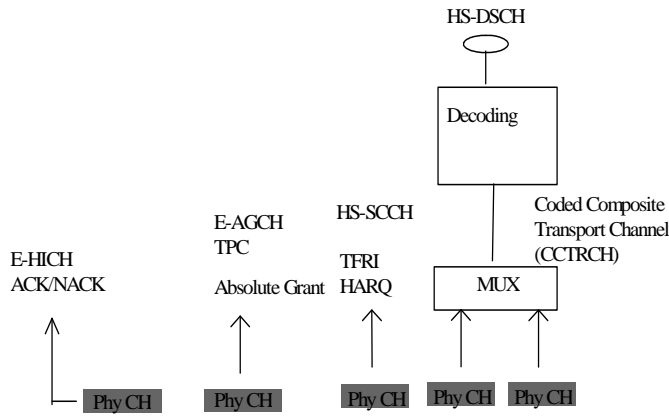 HS-DSCH
Decoding
Coded Composite
Transport Channel
(CCTRCH)
MUX
HS-SCCH
TFRI
HARQ
E-AGCH
TPC
Absolute Grant
E-HICH
ACK/NACK
Phy CH
Phy CH
Phy CH
Phy CH
Phy CH